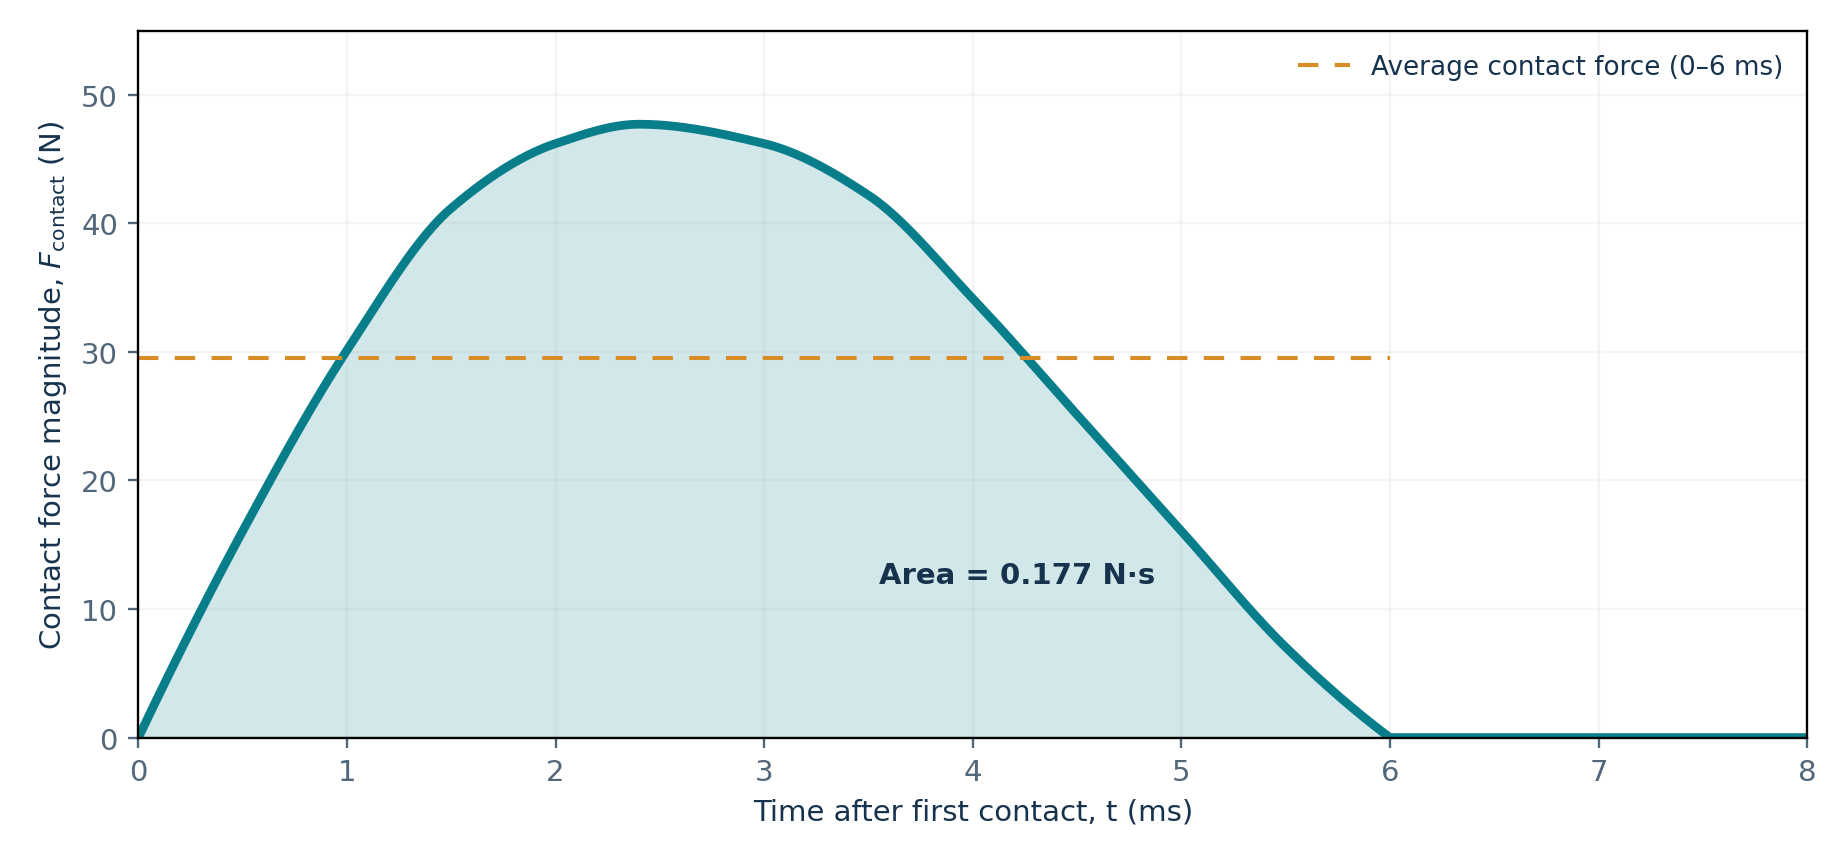 Average contact force (0–6 ms)
Contact force magnitude, F_contact (N)
50
40
30
20
10
0
Area = 0.177 N·s
0 1 2 3 4 5 6 7 8
Time after first contact, t (ms)